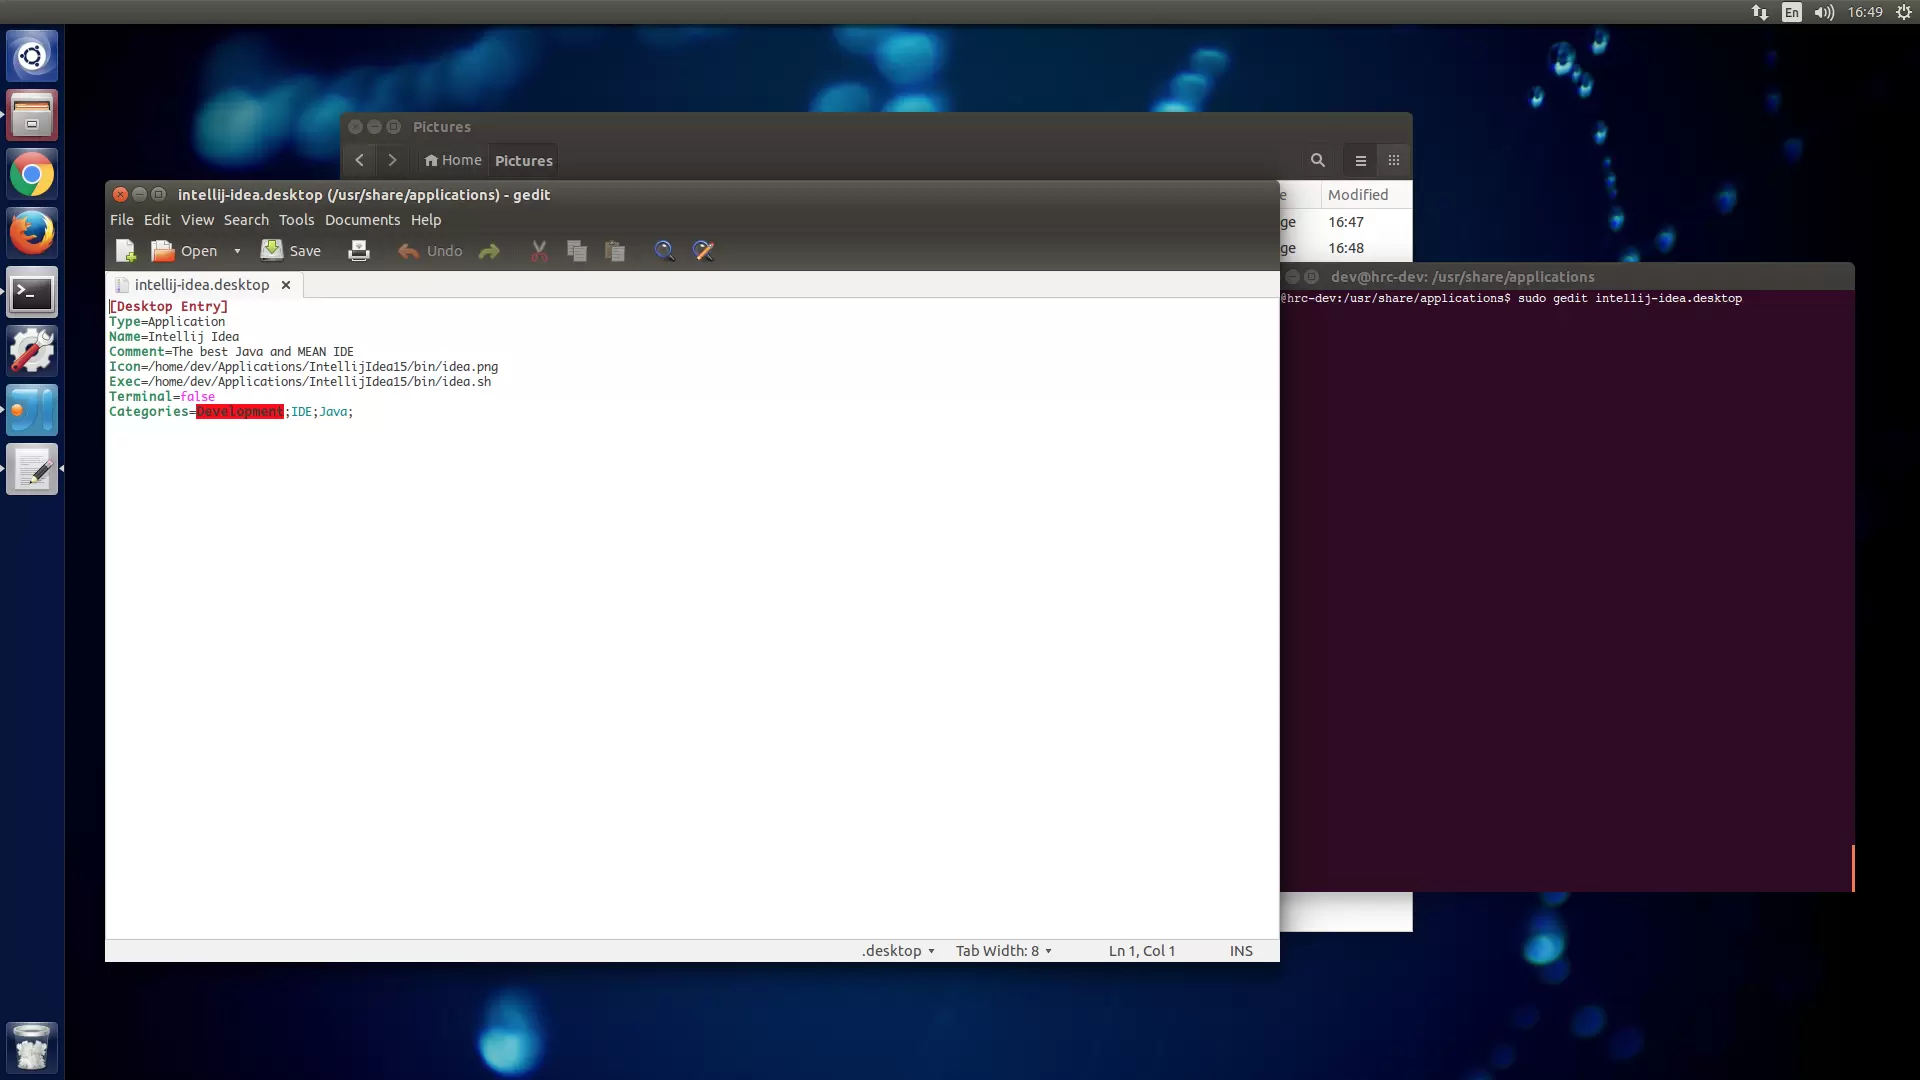 En 16:49
Pictures
Home Pictures
intellij-idea.desktop (/usr/share/applications) - gedit
File Edit View Search Tools Documents Help
Open Save Undo
intellij-idea.desktop
[Desktop Entry]
Type=Application
Name=Intellij Idea
Comment=The best Java and MEAN IDE
Icon=/home/dev/Applications/IntellijIdea15/bin/idea.png
Exec=/home/dev/Applications/IntellijIdea15/bin/idea.sh
Terminal=false
Categories=Development;IDE;Java;
.desktop Tab Width: 8 Ln 1, Col 1 INS
e Modified
ge 16:47
ge 16:48
dev@hrc-dev: /usr/share/applications
@hrc-dev:/usr/share/applications$ sudo gedit intellij-idea.desktop